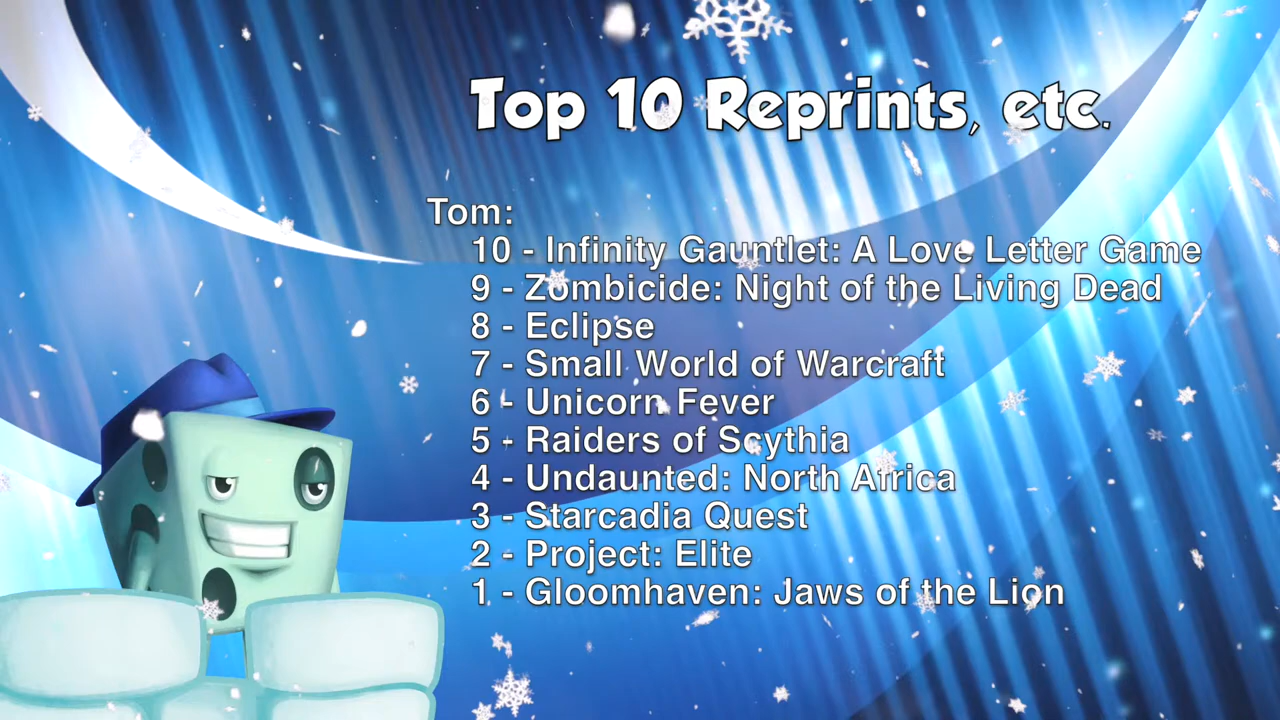 Top 10 Reprints, etc.
Tom:
10 - Infinity Gauntlet: A Love Letter Game
9 - Zombicide: Night of the Living Dead
8 - Eclipse
7 - Small World of Warcraft
6 - Unicorn Fever
5 - Raiders of Scythia
4 - Undaunted: North Africa
3 - Starcadia Quest
2 - Project: Elite
1 - Gloomhaven: Jaws of the Lion